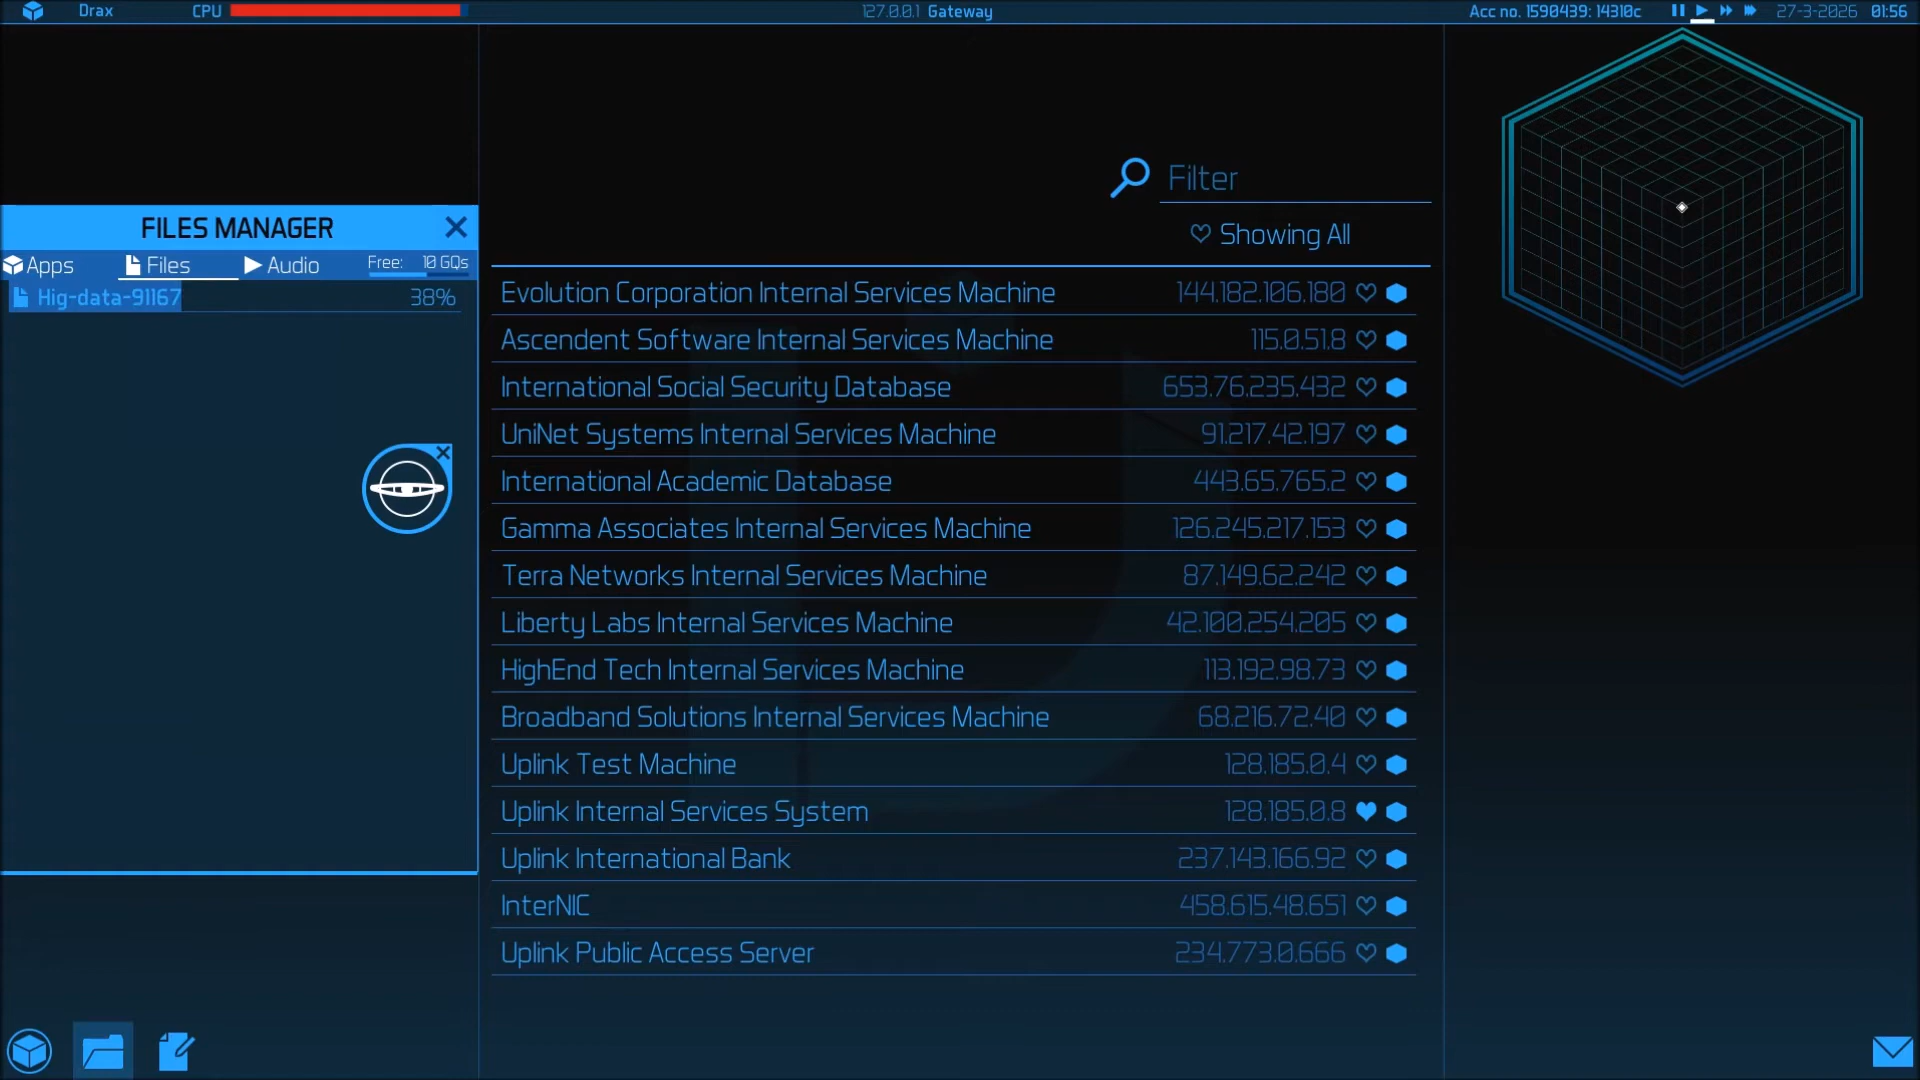 Drax CPU 127.0.0.1 Gateway Acc no. 1590439: 14310c 27-3-2026 01:56
Filter
Showing All
FILES MANAGER
Apps Files Audio Free: 10 GQs
Hig-data-91167 38%
Evolution Corporation Internal Services Machine 144.182.106.180
Ascendent Software Internal Services Machine 115.0.51.8
International Social Security Database 653.76.235.432
UniNet Systems Internal Services Machine 91.217.42.197
International Academic Database 443.65.765.2
Gamma Associates Internal Services Machine 126.245.217.153
Terra Networks Internal Services Machine 87.149.62.242
Liberty Labs Internal Services Machine 42.100.254.205
HighEnd Tech Internal Services Machine 113.192.98.73
Broadband Solutions Internal Services Machine 68.216.72.40
Uplink Test Machine 128.185.0.4
Uplink Internal Services System 128.185.0.8
Uplink International Bank 237.143.166.92
InterNIC 458.615.48.651
Uplink Public Access Server 234.773.0.666